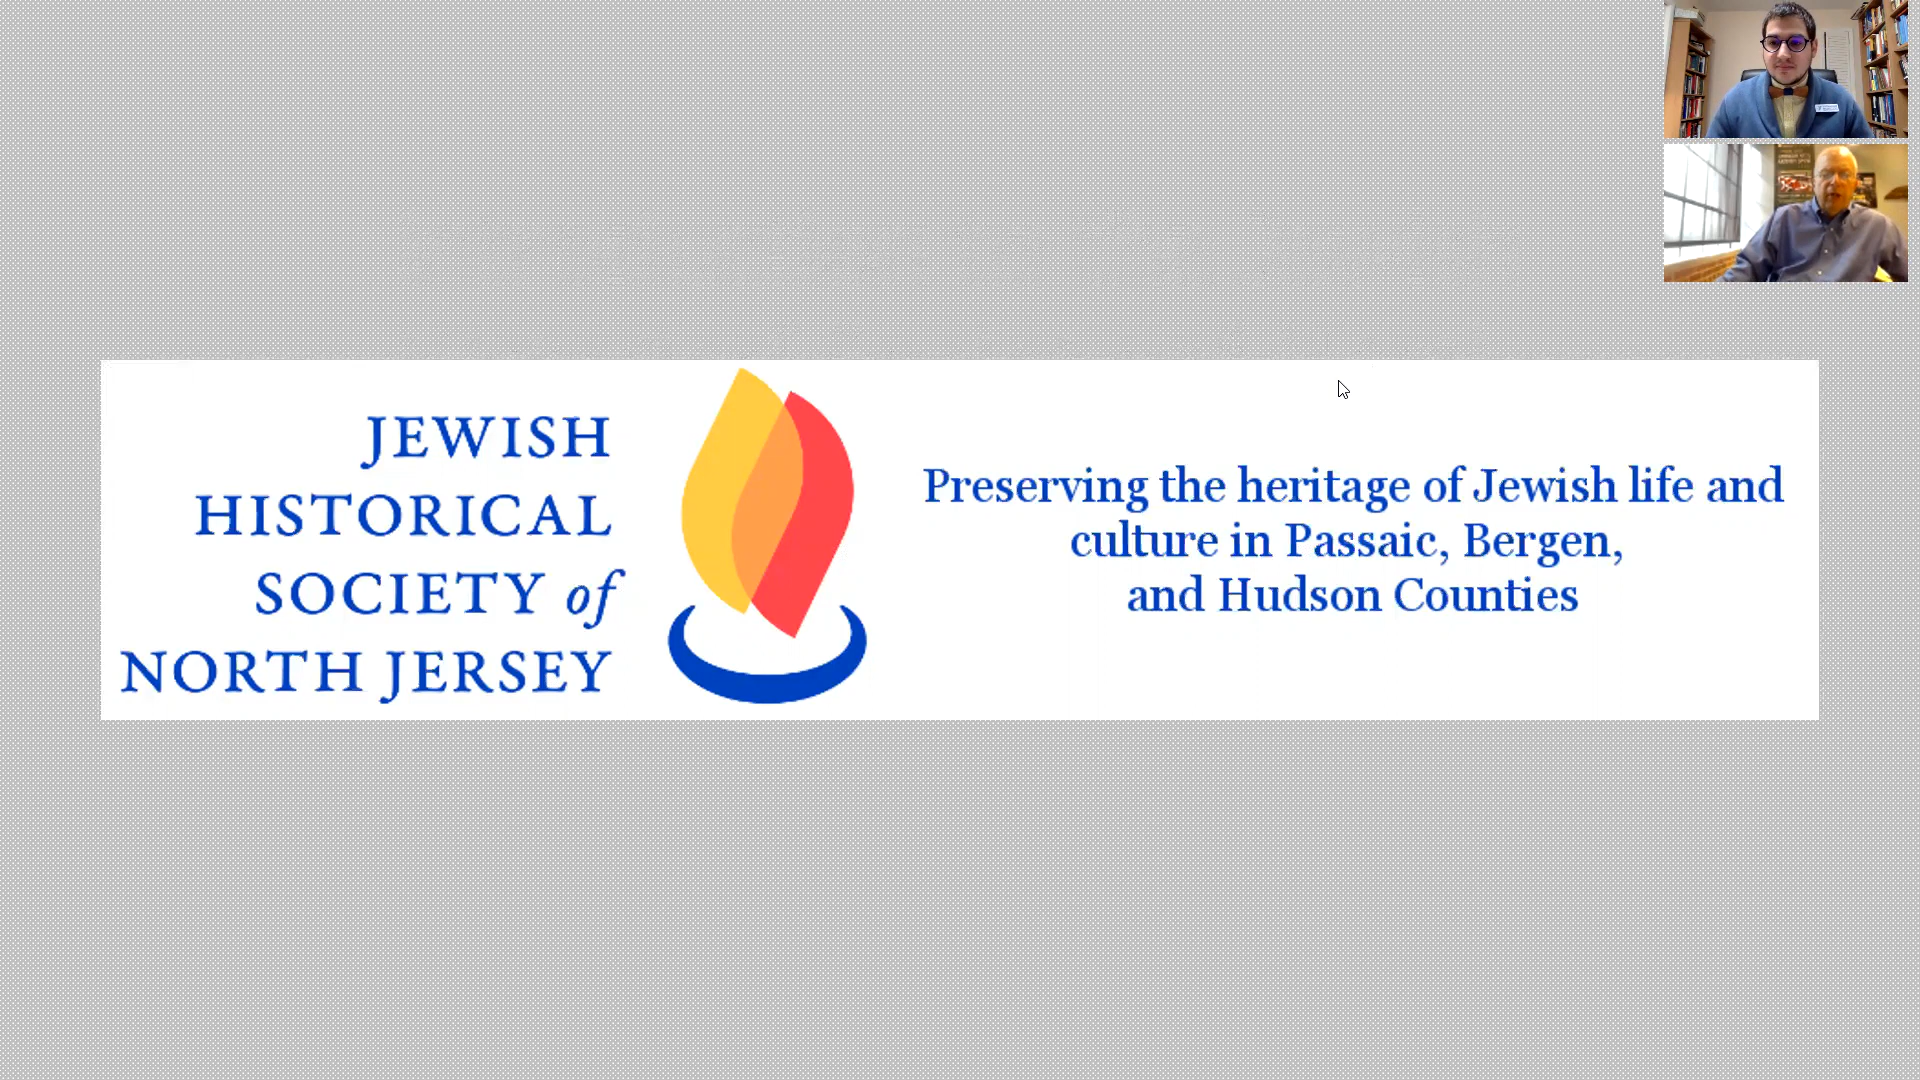 JEWISH
HISTORICAL
SOCIETY of
NORTH JERSEY
Preserving the heritage of Jewish life and
culture in Passaic, Bergen,
and Hudson Counties